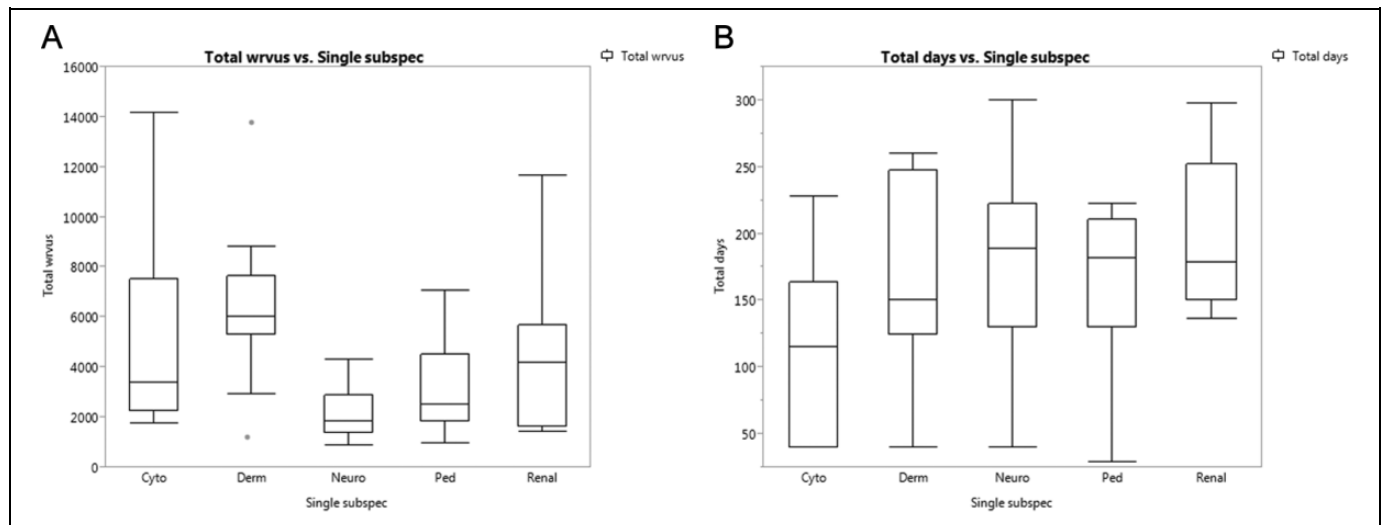 A
Total wrvus vs. Single subspec
Total wrvus
16000
14000
12000
10000
8000
6000
4000
2000
0
Total wrvus
Cyto Derm Neuro Ped Renal
Single subspec
B
Total days vs. Single subspec
Total days
300
250
200
150
100
50
Total days
Cyto Derm Neuro Ped Renal
Single subspec